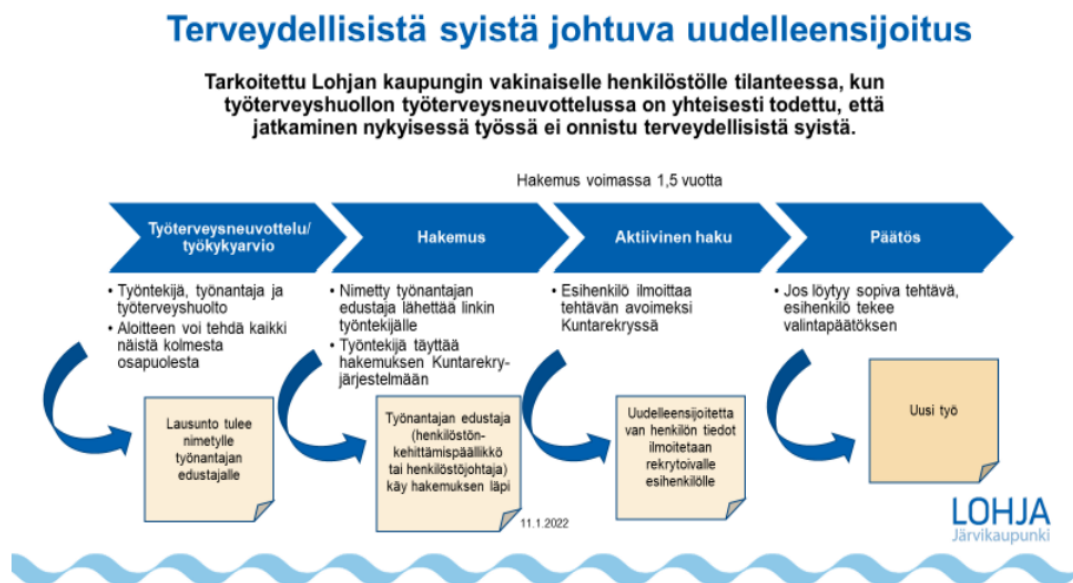 Terveydellisistä syistä johtuva uudelleensijoitus
Tarkoitettu Lohjan kaupungin vakinaiselle henkilöstölle tilanteessa, kun
työterveyshuollon työterveysneuvottelussa on yhteisesti todettu, että
jatkaminen nykyisessä työssä ei onnistu terveydellisistä syistä.
Hakemus voimassa 1,5 vuotta
Työterveysneuvottelu/
työkykyarvio
• Työntekijä, työnantaja ja
työterveyshuolto
• Aloitteen voi tehdä kaikki
näistä kolmesta
osapuolesta
Lausunto tulee
nimetylle
työnantajan
edustajalle
Hakemus
• Nimetty työnantajan
edustaja lähettää linkin
työntekijälle
• Työntekijä täyttää
hakemuksen Kuntarekry-
järjestelmään
Työnantajan edustaja
(henkilöstön-
kehittämispäällikkö
tai henkilöstöjohtaja)
käy hakemuksen läpi
Aktiivinen haku
• Esihenkilö ilmoittaa
tehtävän avoimeksi
Kuntarekryssä
Uudelleensijoitetta
van henkilön tiedot
ilmoitetaan
rekrytoivalle
esihenkilölle
Päätös
• Jos löytyy sopiva tehtävä,
esihenkilö tekee
valintapäätöksen
Uusi työ
11.1.2022
LOHJA
Järvikaupunki